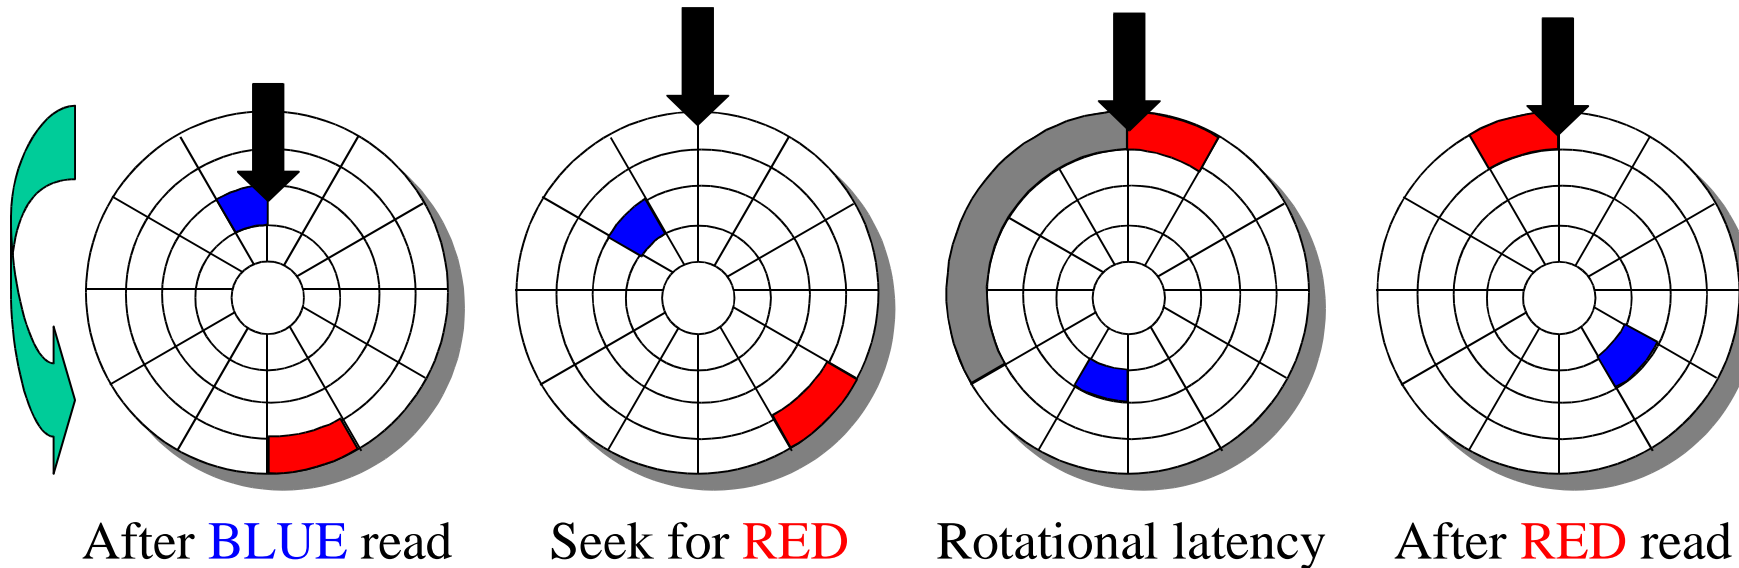 After BLUE read
Seek for RED
Rotational latency
After RED read